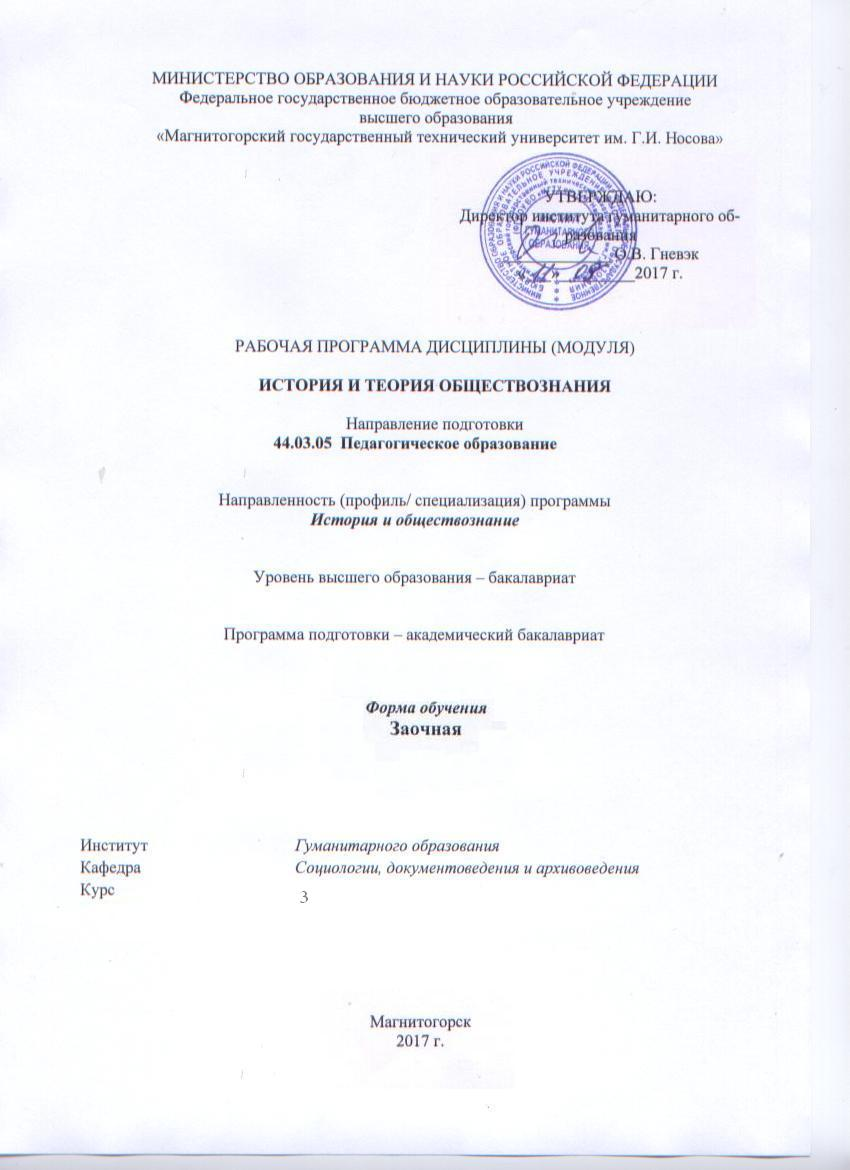 МИНИСТЕРСТВО ОБРАЗОВАНИЯ И НАУКИ РОССИЙСКОЙ ФЕДЕРАЦИИ
Федеральное государственное бюджетное образовательное учреждение
высшего образования
«Магнитогорский государственный технический университет им. Г.И. Носова»
УТВЕРЖДАЮ:
Директор института гуманитарного об-
разования
О.В. Гневэк
2017 г.
РАБОЧАЯ ПРОГРАММА ДИСЦИПЛИНЫ (МОДУЛЯ)
ИСТОРИЯ И ТЕОРИЯ ОБЩЕСТВОЗНАНИЯ
Направление подготовки
44.03.05 Педагогическое образование
Направленность (профиль/ специализация) программы
История и обществознание
Уровень высшего образования – бакалавриат
Программа подготовки – академический бакалавриат
Форма обучения
Заочная
Институт Гуманитарного образования
Кафедра Социологии, документоведения и архивоведения
Курс 3
Магнитогорск
2017 г.